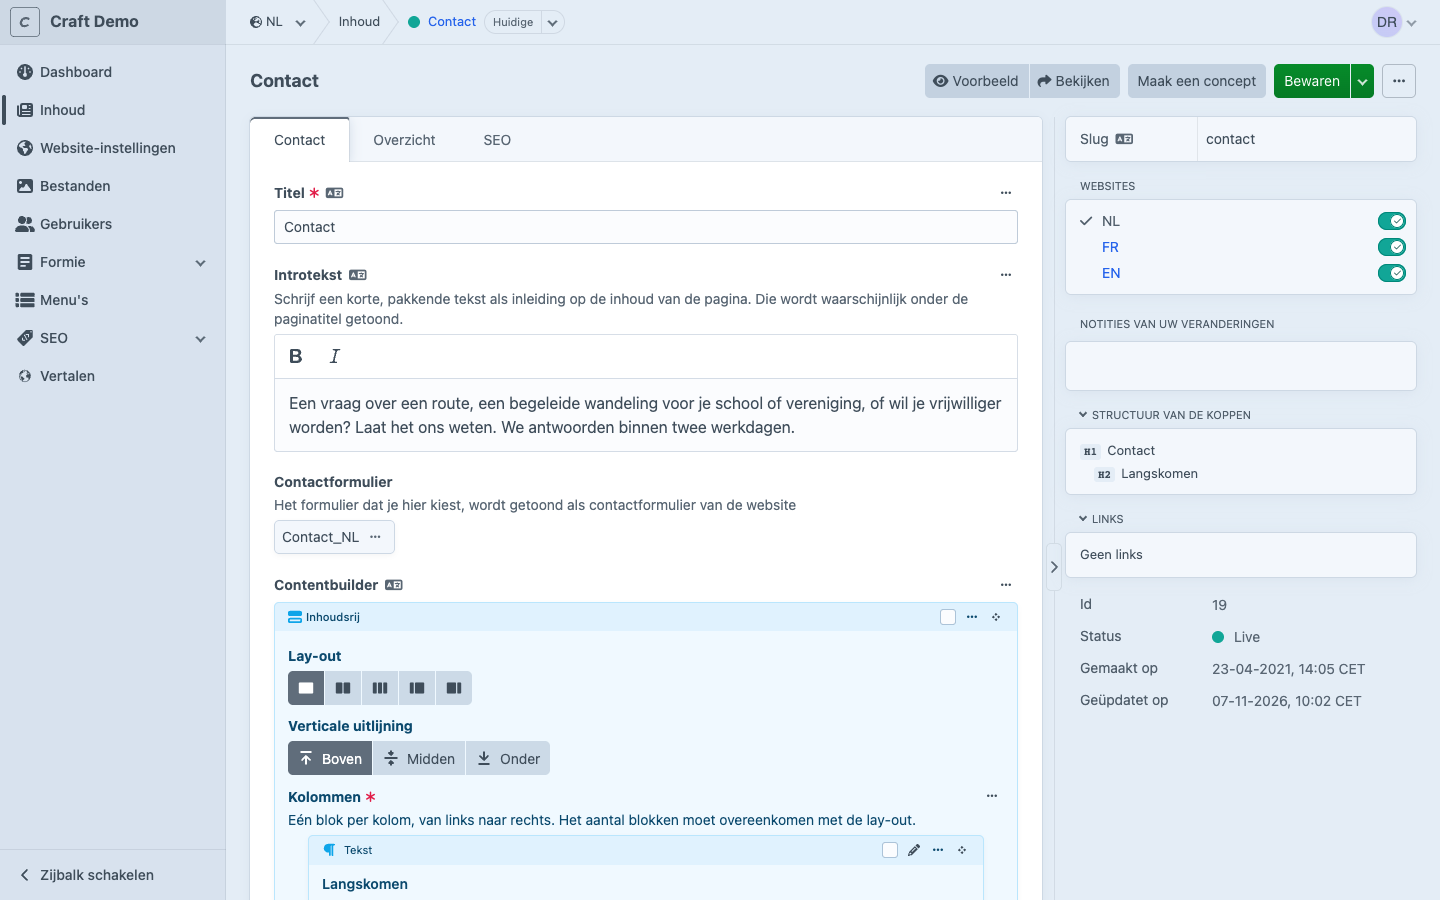 C
Craft Demo
NL
Inhoud
Contact
Huidige
DR
Dashboard
Inhoud
Website-instellingen
Bestanden
Gebruikers
Formie
Menu's
SEO
Vertalen
Zijbalk schakelen
Contact
Voorbeeld
Bekijken
Maak een concept
Bewaren
Contact
Overzicht
SEO
Titel *
Contact
Introtekst
Schrijf een korte, pakkende tekst als inleiding op de inhoud van de pagina. Die wordt waarschijnlijk onder de
paginatitel getoond.
B I
Een vraag over een route, een begeleide wandeling voor je school of vereniging, of wil je vrijwilliger
worden? Laat het ons weten. We antwoorden binnen twee werkdagen.
Contactformulier
Het formulier dat je hier kiest, wordt getoond als contactformulier van de website
Contact_NL
Contentbuilder
Inhoudsrij
Lay-out
Verticale uitlijning
Boven
Midden
Onder
Kolommen *
Eén blok per kolom, van links naar rechts. Het aantal blokken moet overeenkomen met de lay-out.
Tekst
Langskomen
Slug
contact
WEBSITES
NL
FR
EN
NOTITIES VAN UW VERANDERINGEN
STRUCTUUR VAN DE KOPPEN
H1 Contact
H2 Langskomen
LINKS
Geen links
Id 19
Status Live
Gemaakt op 23-04-2021, 14:05 CET
Geüpdatet op 07-11-2026, 10:02 CET